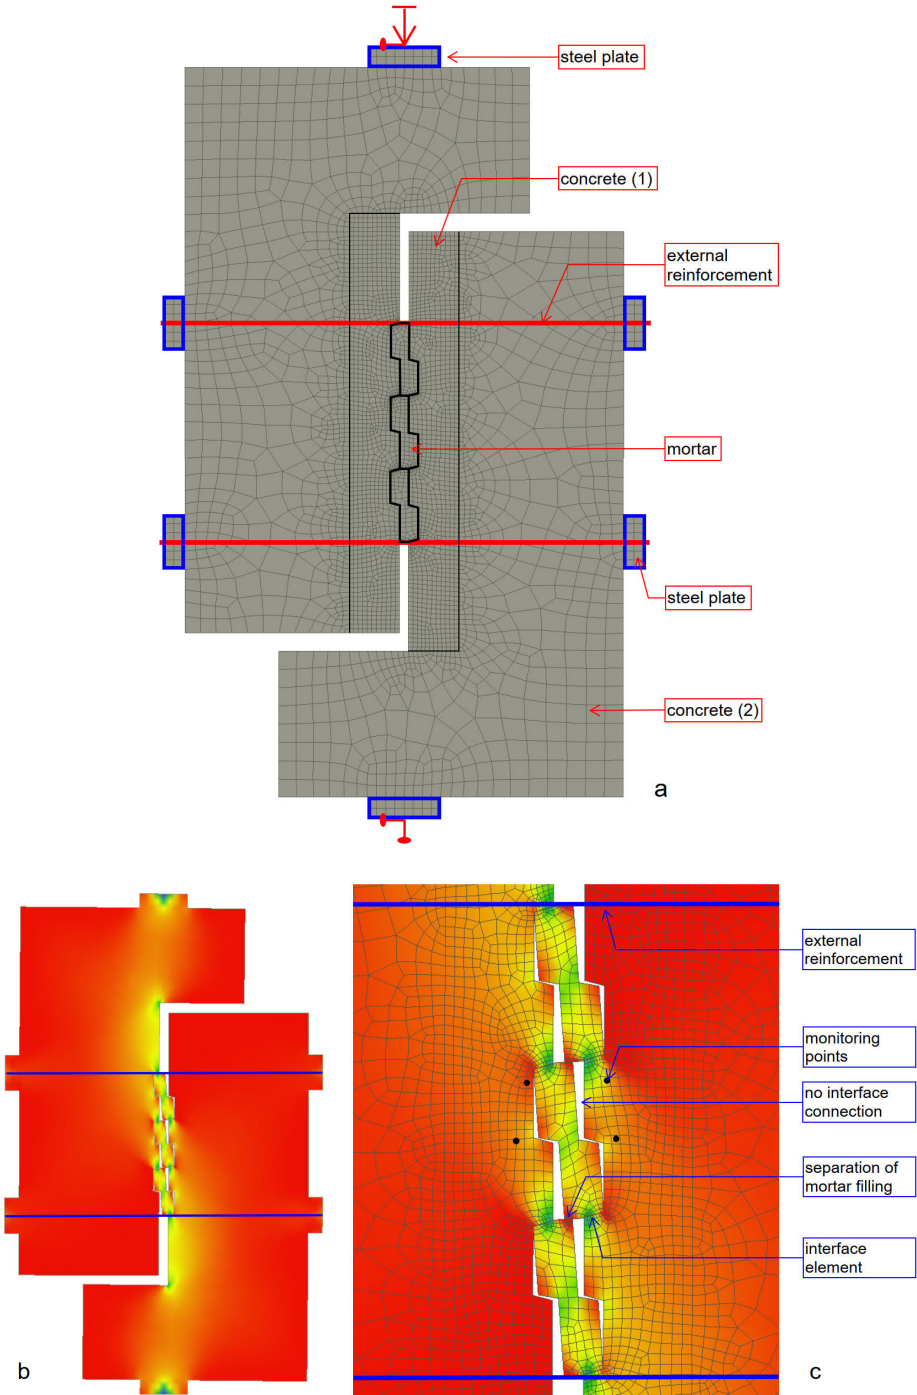 steel plate
concrete (1)
external
reinforcement
mortar
steel plate
concrete (2)
a
external
reinforcement
monitoring
points
no interface
connection
separation of
mortar filling
interface
element
b
c